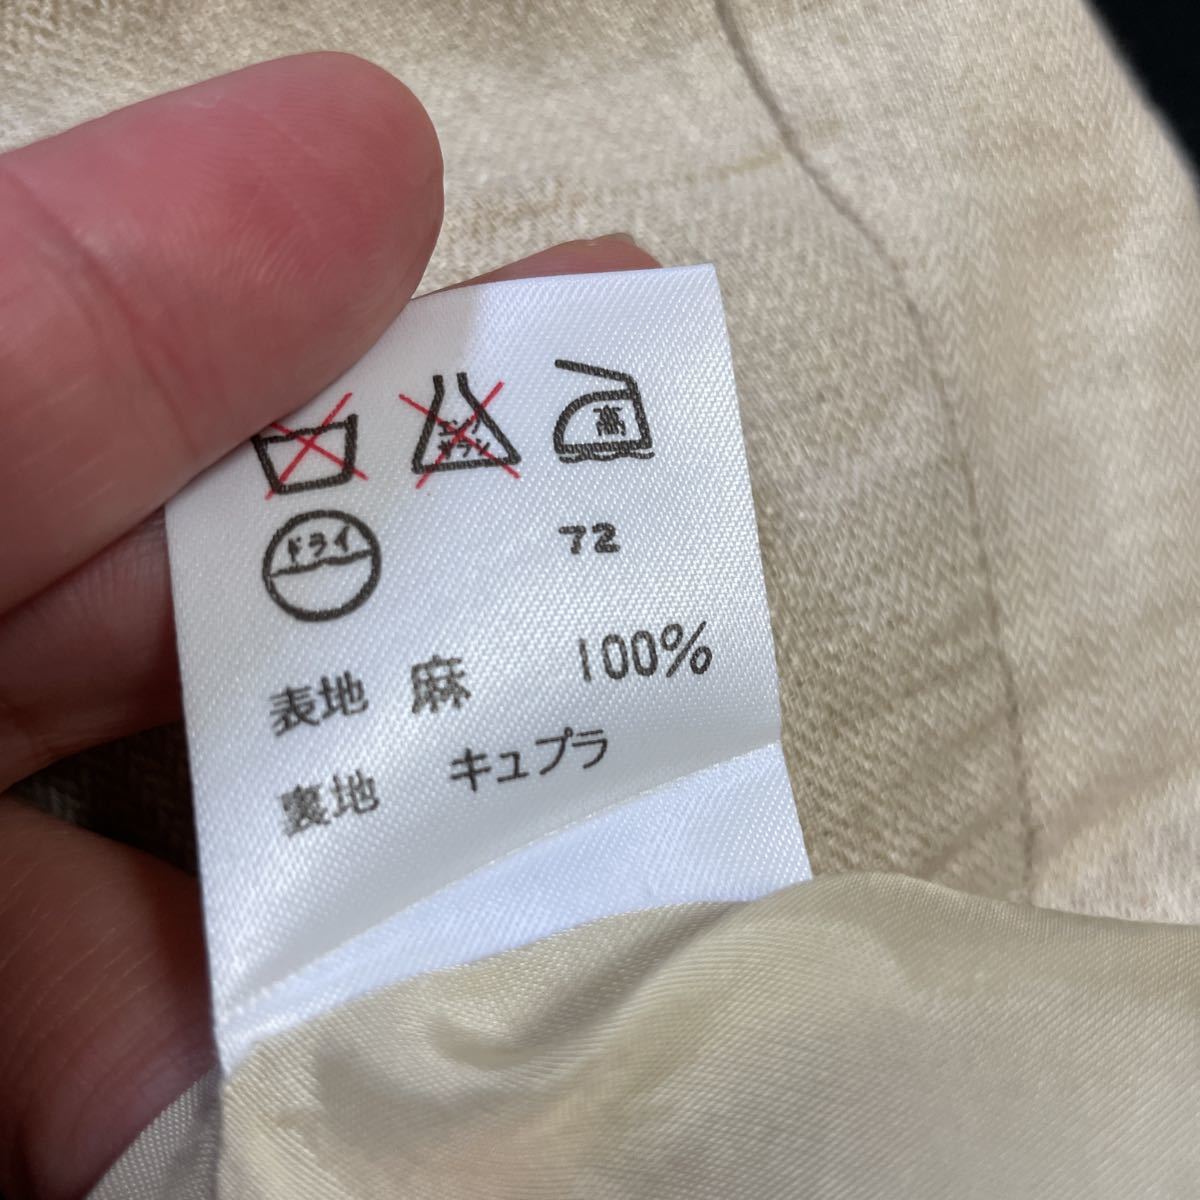 エンソ
サラシ
高
ドライ
72
表地 麻 100%
裏地 キュプラ